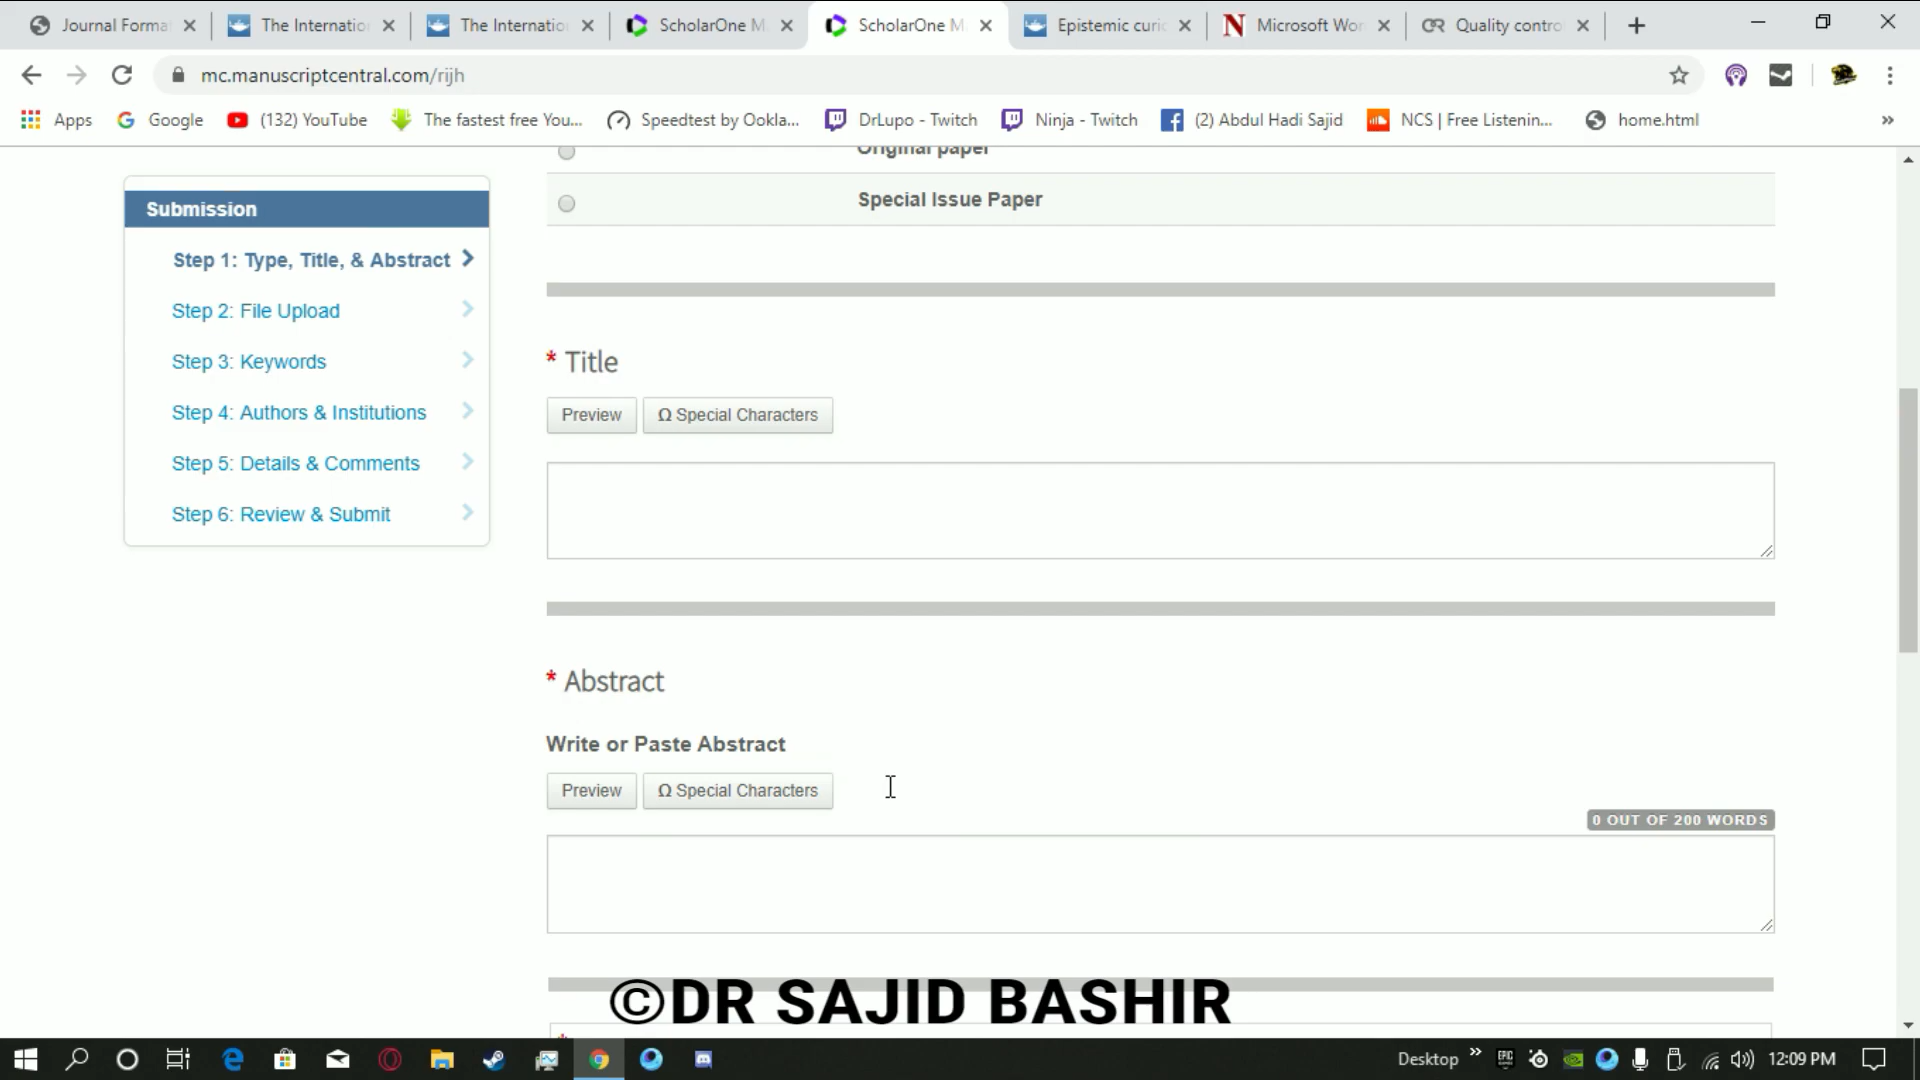 Journal Forma
The Internatio
The Internatio
ScholarOne M
ScholarOne M
Epistemic curio
Microsoft Wor
Quality contro
mc.manuscriptcentral.com/rijh
Apps
Google
(132) YouTube
The fastest free You...
Speedtest by Ookla...
DrLupo - Twitch
Ninja - Twitch
(2) Abdul Hadi Sajid
NCS | Free Listenin...
home.html
»
Original paper
Special Issue Paper
Submission
Step 1: Type, Title, & Abstract
Step 2: File Upload
Step 3: Keywords
Step 4: Authors & Institutions
Step 5: Details & Comments
Step 6: Review & Submit
* Title
Preview
Ω Special Characters
* Abstract
Write or Paste Abstract
Preview
Ω Special Characters
0 OUT OF 200 WORDS
©DR SAJID BASHIR
Desktop
»
12:09 PM